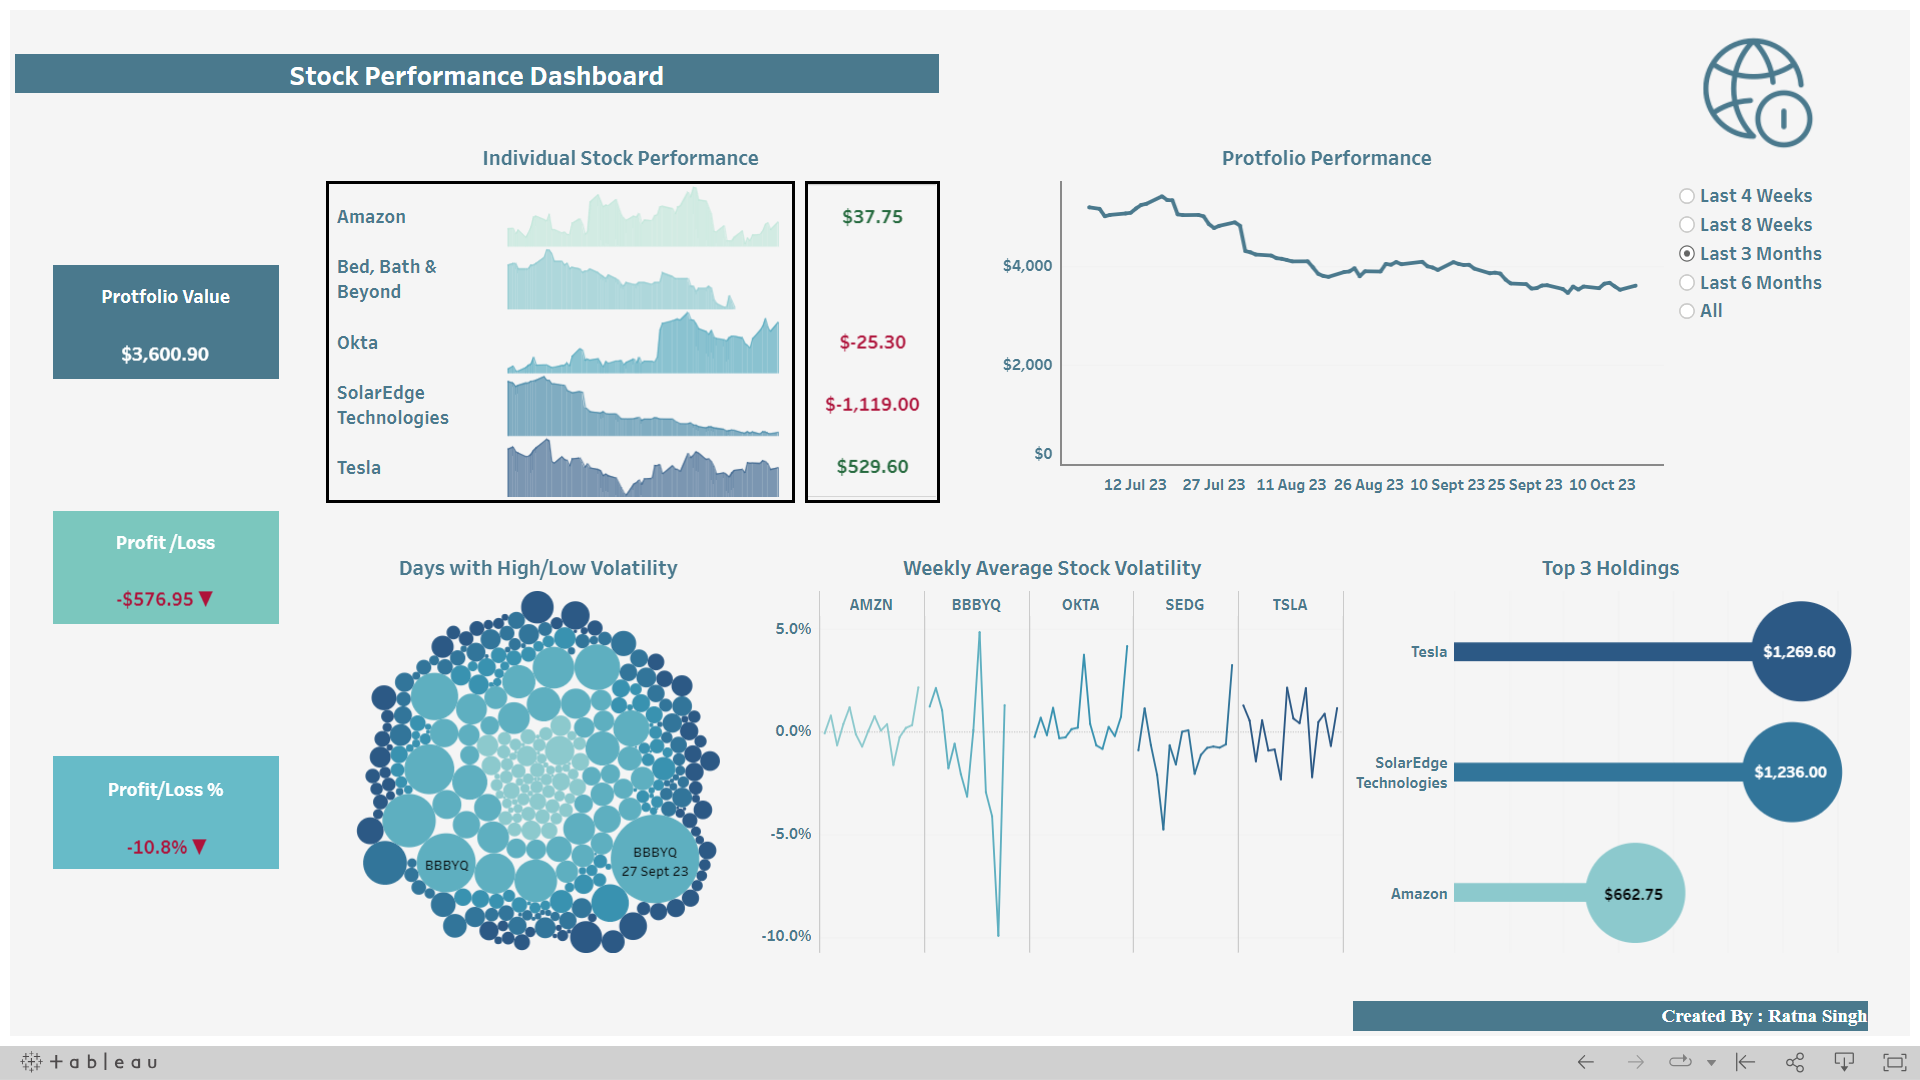 Stock Performance Dashboard
Individual Stock Performance
Amazon
$37.75
Bed, Bath &
Beyond
Okta
$-25.30
SolarEdge
Technologies
$-1,119.00
Tesla
$529.60
Protfolio Performance
$4,000
$2,000
$0
12 Jul 23 27 Jul 23 11 Aug 23 26 Aug 23 10 Sept 23 25 Sept 23 10 Oct 23
Last 4 Weeks
Last 8 Weeks
Last 3 Months
Last 6 Months
All
Protfolio Value
$3,600.90
Profit /Loss
-$576.95▼
Profit/Loss %
-10.8%▼
Days with High/Low Volatility
BBBYQ
BBBYQ
27 Sept 23
Weekly Average Stock Volatility
AMZN BBBYQ OKTA SEDG TSLA
5.0%
0.0%
-5.0%
-10.0%
Top 3 Holdings
Tesla
$1,269.60
SolarEdge
Technologies
$1,236.00
Amazon
$662.75
Created By : Ratna Singh
+ a b l e a u